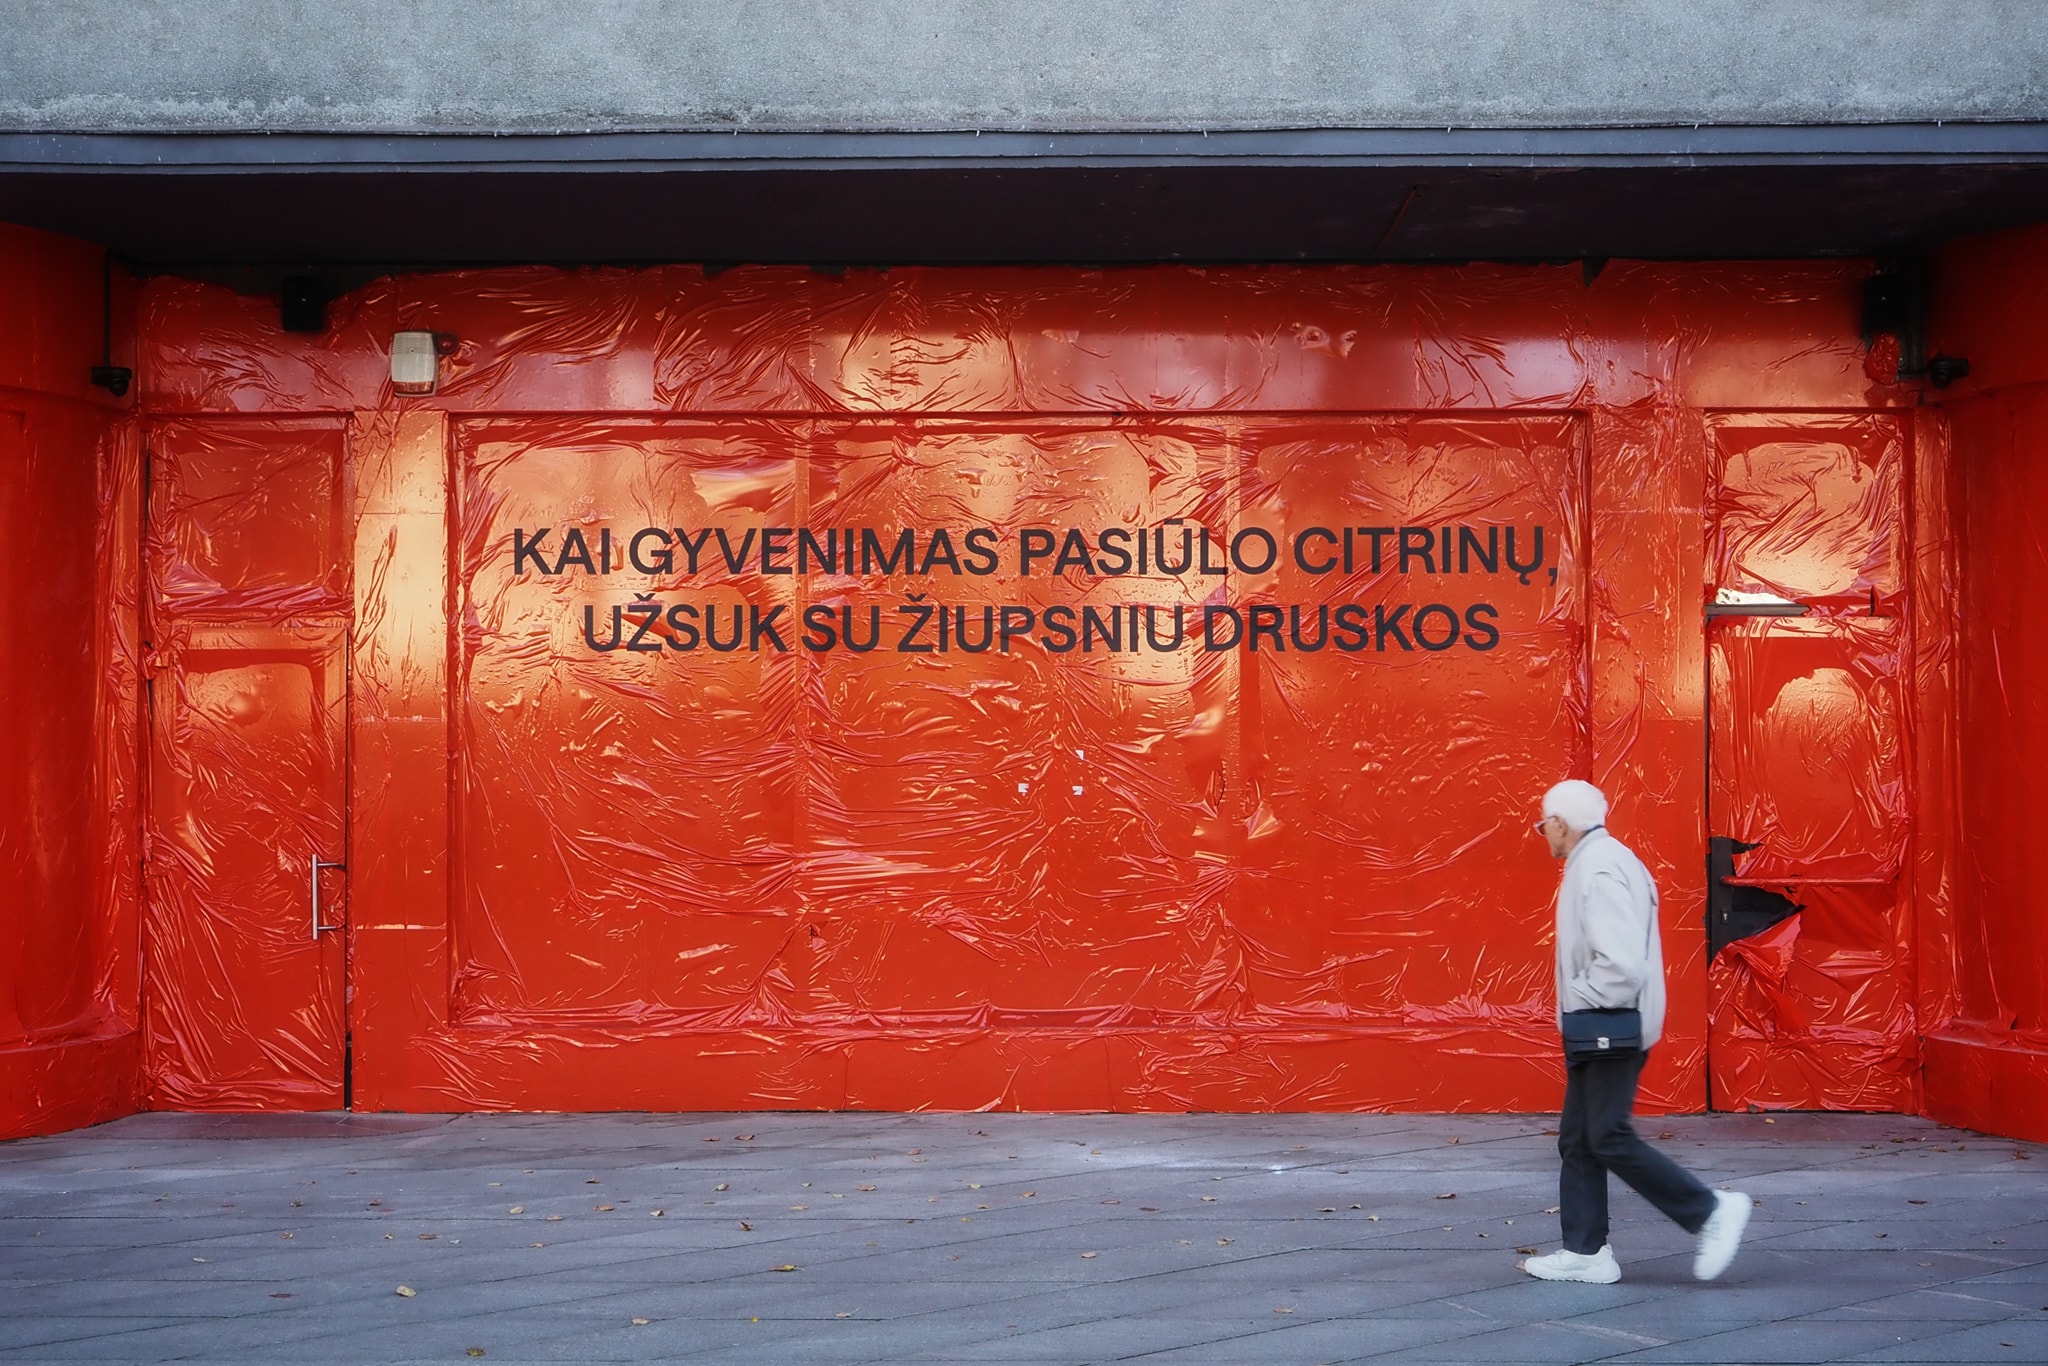 KAI GYVENIMAS PASIŪLO CITRINŲ,
UŽSUK SU ŽIUPSNIU DRUSKOS